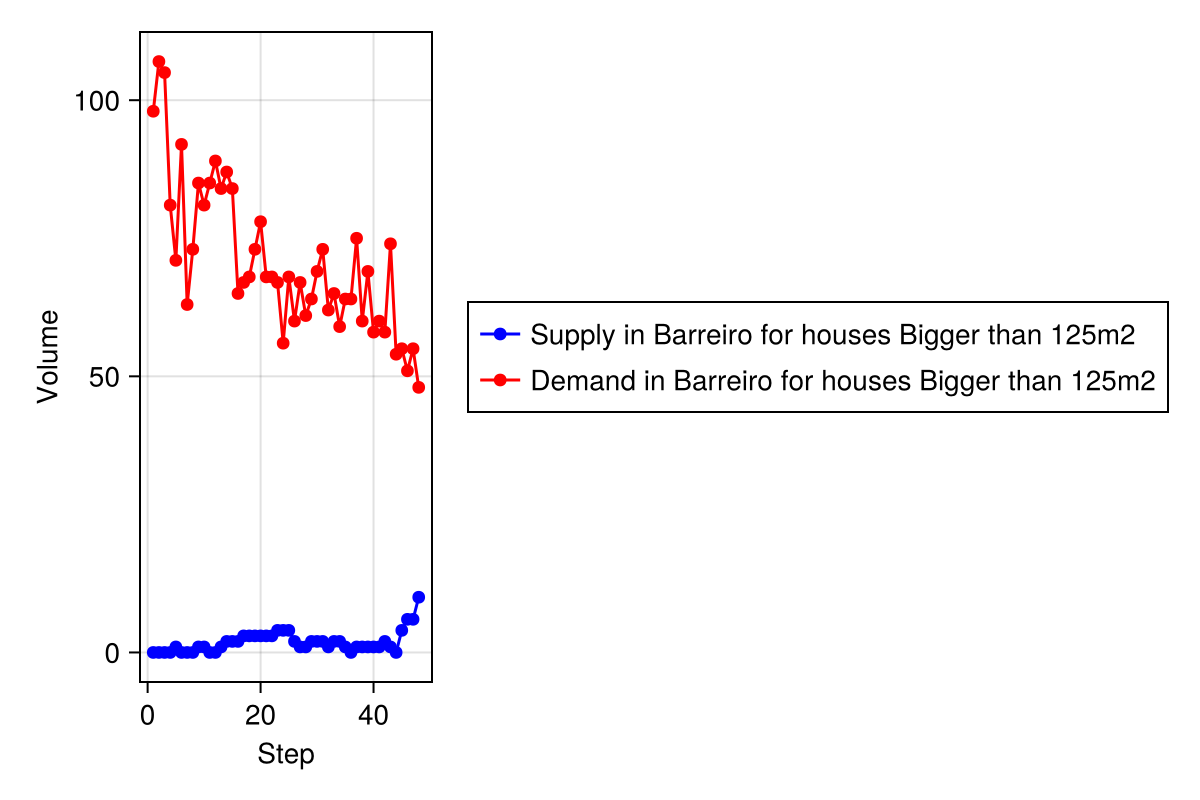 100
50
0
Volume
0 20 40
Step
Supply in Barreiro for houses Bigger than 125m2
Demand in Barreiro for houses Bigger than 125m2